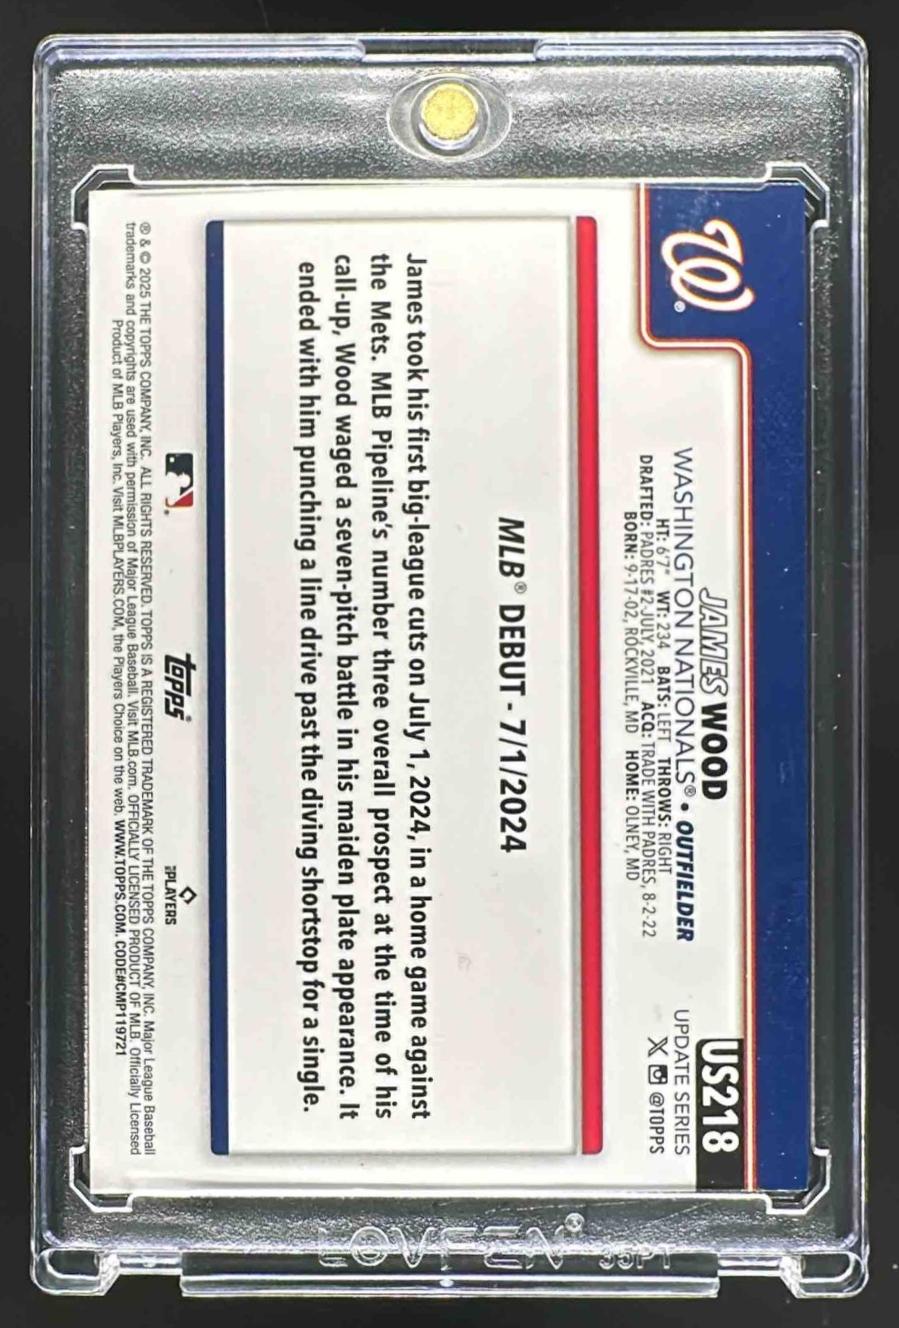 US218
JAMES WOOD
WASHINGTON NATIONALS® • OUTFIELDER
UPDATE SERIES
HT: 6'7" WT: 234 BATS: LEFT THROWS: RIGHT
DRAFTED: PADRES #2-JULY, 2021 ACQ: TRADE WITH PADRES, 8-2-22
BORN: 9-17-02, ROCKVILLE, MD HOME: OLNEY, MD
X @TOPPS
W®
MLB® DEBUT - 7/1/2024
James took his first big-league cuts on July 1, 2024, in a home game against
the Mets. MLB Pipeline's number three overall prospect at the time of his
call-up, Wood waged a seven-pitch battle in his maiden plate appearance. It
ended with him punching a line drive past the diving shortstop for a single.
topps®
PLAYERS
® & © 2025 THE TOPPS COMPANY, INC. ALL RIGHTS RESERVED. TOPPS IS A REGISTERED TRADEMARK OF THE TOPPS COMPANY, INC. Major League Baseball
trademarks and copyrights are used with permission of Major League Baseball. Visit MLB.com. OFFICIALLY LICENSED PRODUCT OF MLB. Officially Licensed
Product of MLB Players, Inc. Visit MLBPLAYERS.COM, the Players Choice on the web. WWW.TOPPS.COM. CODE#CMP119721
LOVFEN® 35PT